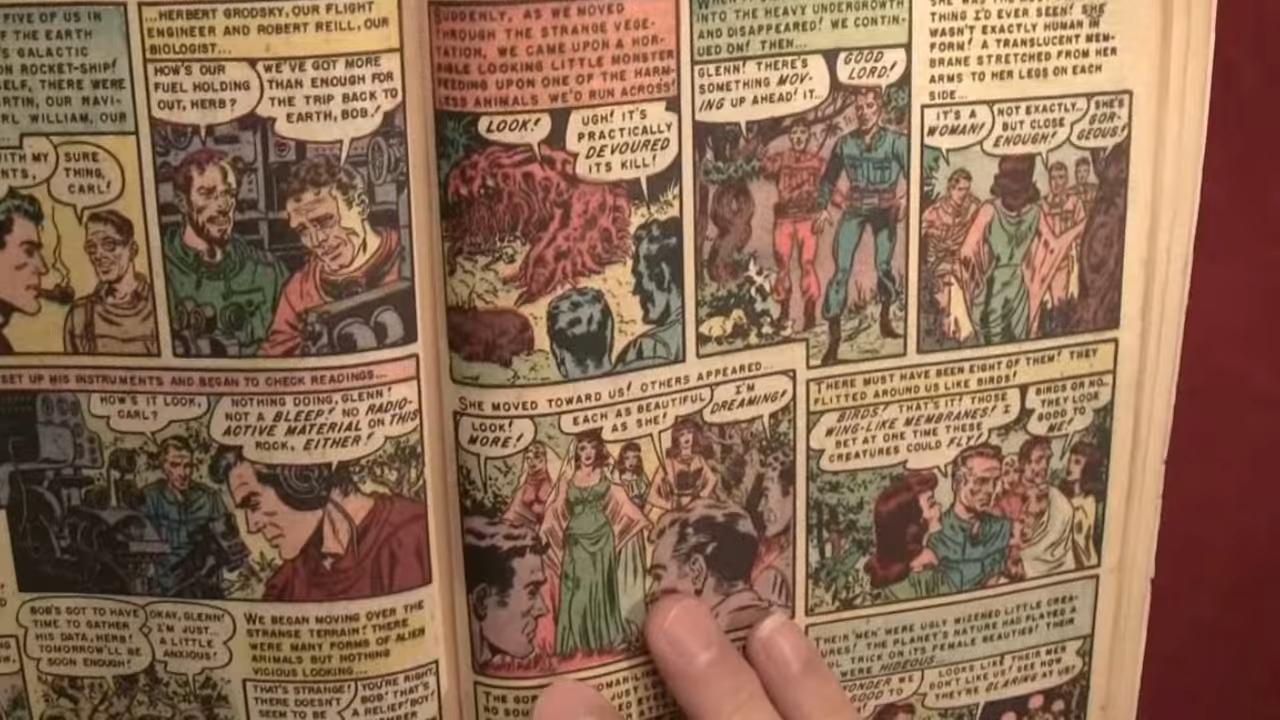 FIVE OF US IN
F THE EARTH
S GALACTIC
ON ROCKET-SHIP!
SELF, THERE WERE
RTIN, OUR NAVI-
RL WILLIAM, OUR
WITH MY
NTS,
SURE
THING,
CARL!
...HERBERT GRODSKY, OUR FLIGHT
ENGINEER AND ROBERT REILL, OUR
BIOLOGIST...
HOW'S OUR
FUEL HOLDING
OUT, HERB?
WE'VE GOT MORE
THAN ENOUGH FOR
THE TRIP BACK TO
EARTH, BOB!
SET UP HIS INSTRUMENTS AND BEGAN TO CHECK READINGS...
HOW'S IT LOOK,
CARL?
NOTHING DOING, GLENN!
NOT A BLEEP! NO RADIO-
ACTIVE MATERIAL ON THIS
ROCK, EITHER!
BOB'S GOT TO HAVE
TIME TO GATHER
HIS DATA, HERB!
TOMORROW'LL BE
SOON ENOUGH!
OKAY, GLENN!
I'M JUST...
A LITTLE
ANXIOUS!
WE BEGAN MOVING OVER THE
STRANGE TERRAIN! THERE
WERE MANY FORMS OF ALIEN
ANIMALS BUT NOTHING
VICIOUS LOOKING...
THAT'S STRANGE!
THERE DOESN'T
SEEM TO BE
YOU'RE RIGHT,
BOB! THAT'S
A RELIEF! BOY!
SUDDENLY, AS WE MOVED
THROUGH THE STRANGE VEGE-
TATION, WE CAME UPON A HOR-
RIBLE LOOKING LITTLE MONSTER
FEEDING UPON ONE OF THE HARM-
LESS ANIMALS WE'D RUN ACROSS!
LOOK!
UGH! IT'S
PRACTICALLY
DEVOURED
ITS KILL!
INTO THE HEAVY UNDERGROWTH
AND DISAPPEARED! WE CONTIN-
UED ON! THEN...
GLENN! THERE'S
SOMETHING MOV-
ING UP AHEAD! IT...
GOOD
LORD!
THING I'D EVER SEEN! SHE
WASN'T EXACTLY HUMAN IN
FORM! A TRANSLUCENT MEM-
BRANE STRETCHED FROM HER
ARMS TO HER LEGS ON EACH
SIDE...
IT'S A
WOMAN!
NOT EXACTLY...
BUT CLOSE
ENOUGH!
SHE'S
GOR-
GEOUS!
SHE MOVED TOWARD US! OTHERS APPEARED...
LOOK!
MORE!
EACH AS BEAUTIFUL
AS SHE!
I'M
DREAMING!
THERE MUST HAVE BEEN EIGHT OF THEM! THEY
FLITTED AROUND US LIKE BIRDS!
BIRDS! THAT'S IT! THOSE
WING-LIKE MEMBRANES! I
BET AT ONE TIME THESE
CREATURES COULD FLY!
BIRDS OR NO...
THEY LOOK
GOOD TO
ME!
THE GOR
THEIR 'MEN' WERE UGLY WIZENED LITTLE CREA-
TURES! THE PLANET'S NATURE HAD PLAYED A
TRICK ON ITS FEMALE BEAUTIES! THEIR
WERE HIDEOUS
WONDER WE
GOOD TO
LOOKS LIKE THEIR MEN
DON'T LIKE US! SEE HOW
THEY'RE GLARING AT US!